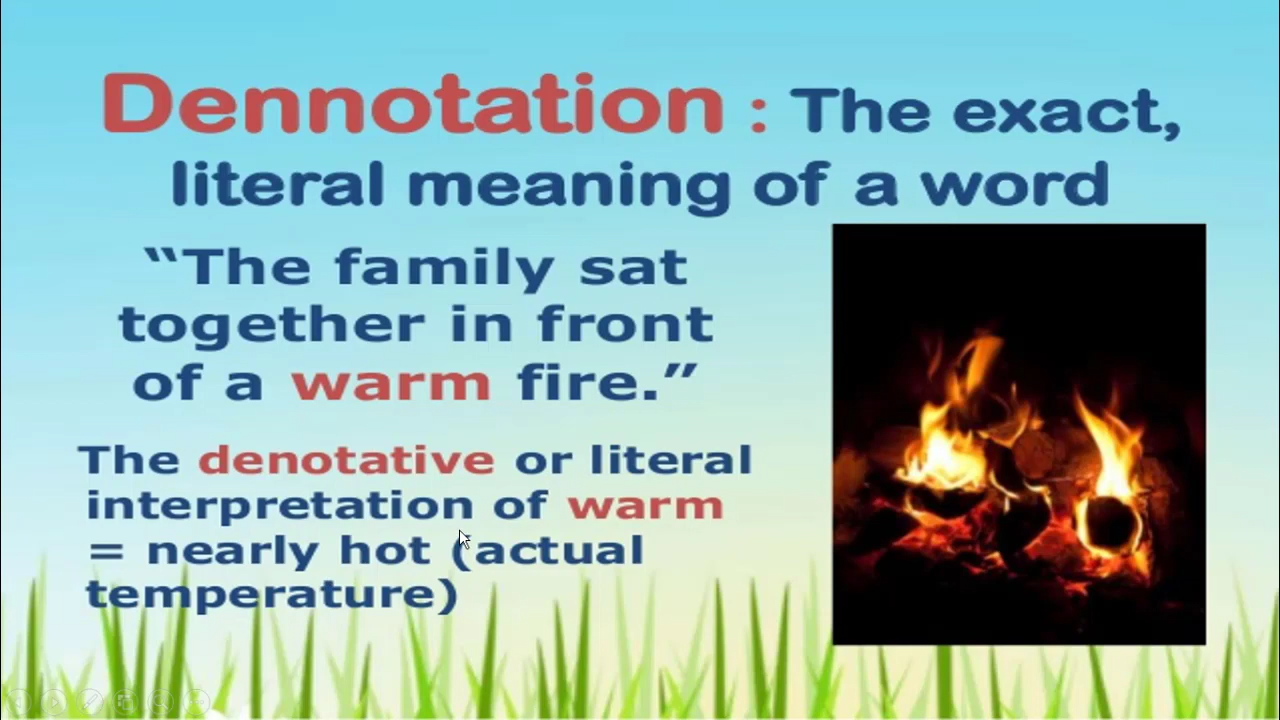 Dennotation : The exact,
literal meaning of a word
“The family sat
together in front
of a warm fire.”
The denotative or literal
interpretation of warm
= nearly hot (actual
temperature)